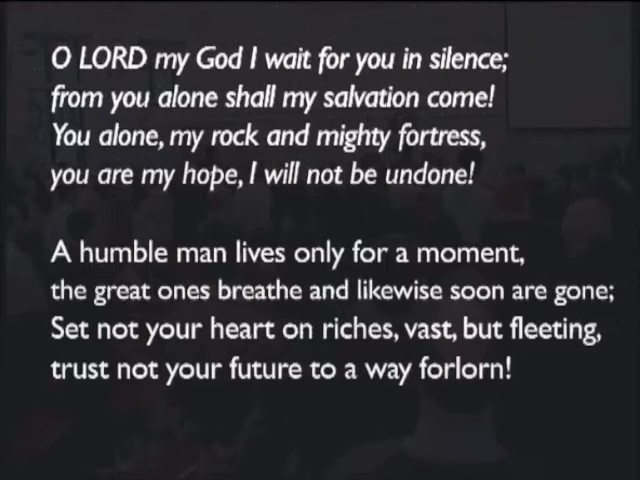 O LORD my God I wait for you in silence;
from you alone shall my salvation come!
You alone, my rock and mighty fortress,
you are my hope, I will not be undone!
A humble man lives only for a moment,
the great ones breathe and likewise soon are gone;
Set not your heart on riches, vast, but fleeting,
trust not your future to a way forlorn!